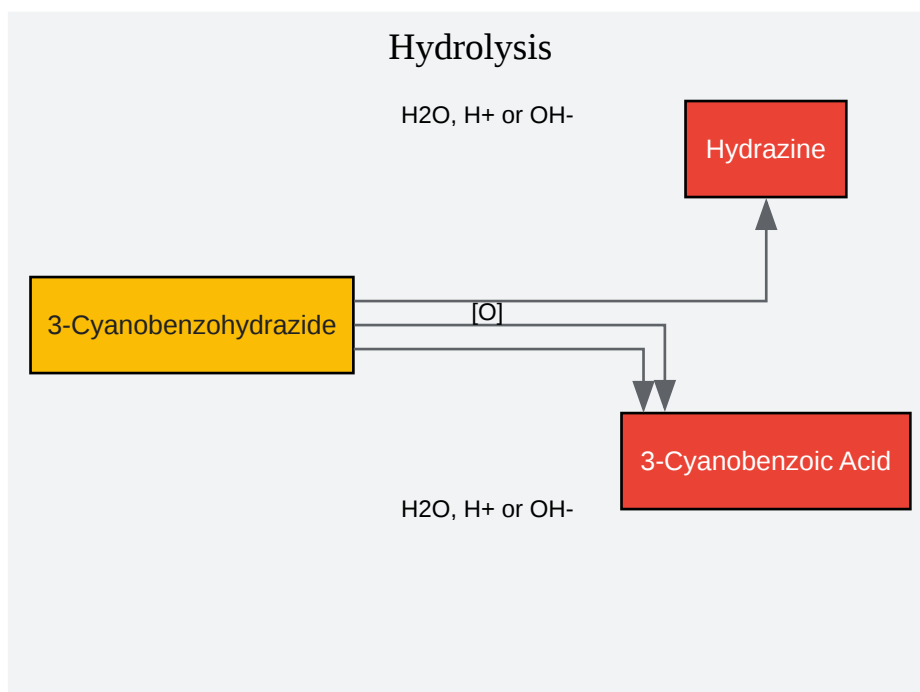 Hydrolysis
H2O, H+ or OH-
Hydrazine
[O]
3-Cyanobenzohydrazide
3-Cyanobenzoic Acid
H2O, H+ or OH-